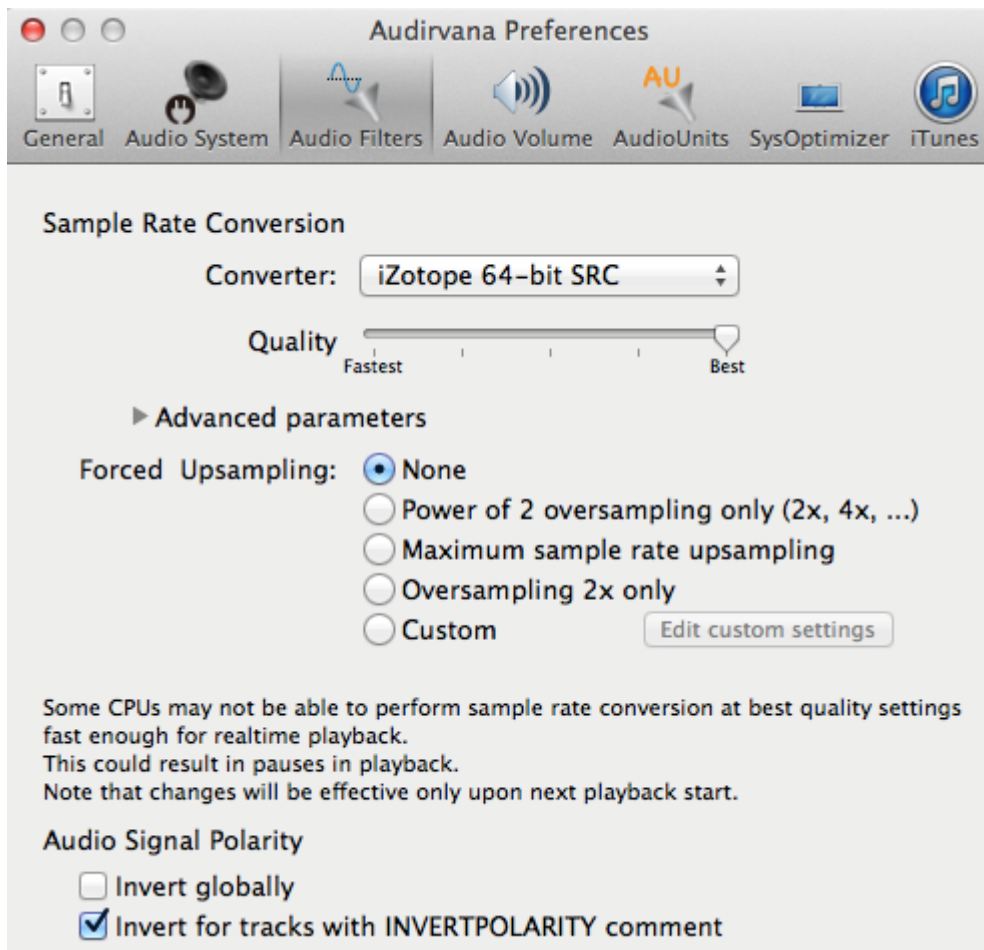 Audirvana Preferences
AU
General Audio System Audio Filters Audio Volume AudioUnits SysOptimizer iTunes
Sample Rate Conversion
Converter: iZotope 64-bit SRC
Quality
Fastest Best
Advanced parameters
Forced Upsampling: None
Power of 2 oversampling only (2x, 4x, ...)
Maximum sample rate upsampling
Oversampling 2x only
Custom Edit custom settings
Some CPUs may not be able to perform sample rate conversion at best quality settings
fast enough for realtime playback.
This could result in pauses in playback.
Note that changes will be effective only upon next playback start.
Audio Signal Polarity
Invert globally
Invert for tracks with INVERTPOLARITY comment